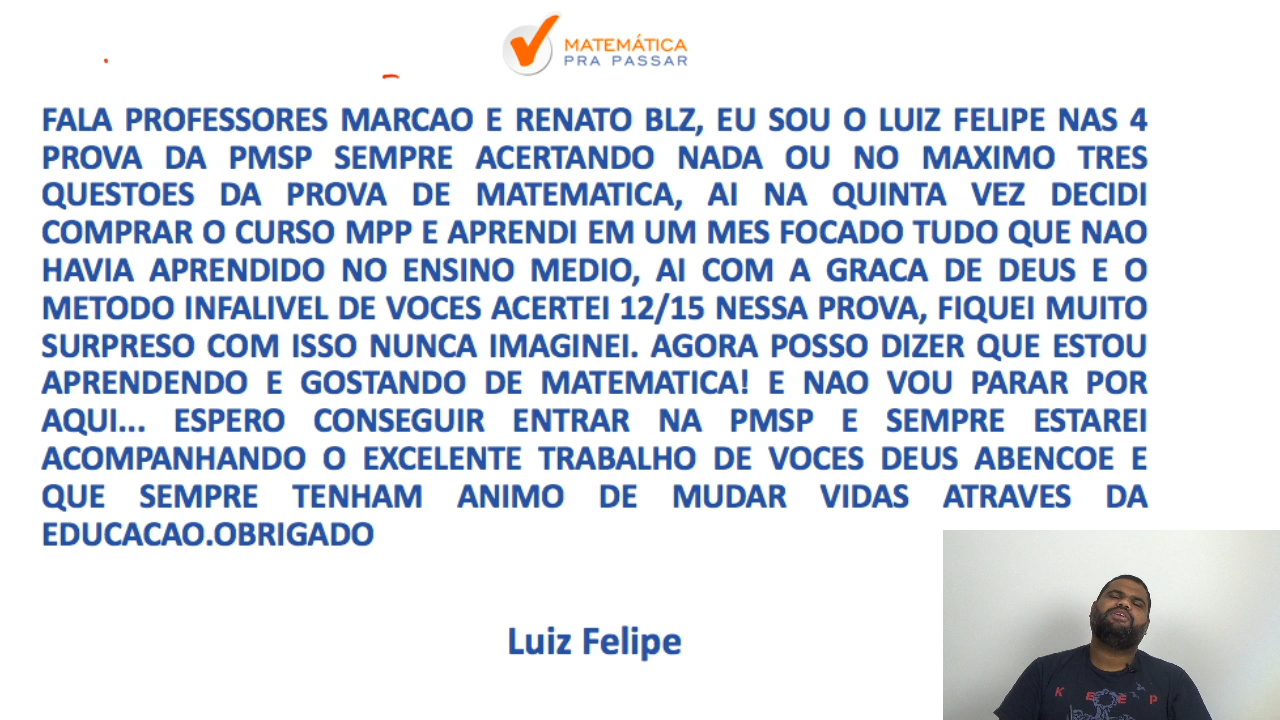 MATEMÁTICA
PRA PASSAR
FALA PROFESSORES MARCAO E RENATO BLZ, EU SOU O LUIZ FELIPE NAS 4
PROVA DA PMSP SEMPRE ACERTANDO NADA OU NO MAXIMO TRES
QUESTOES DA PROVA DE MATEMATICA, AI NA QUINTA VEZ DECIDI
COMPRAR O CURSO MPP E APRENDI EM UM MES FOCADO TUDO QUE NAO
HAVIA APRENDIDO NO ENSINO MEDIO, AI COM A GRACA DE DEUS E O
METODO INFALIVEL DE VOCES ACERTEI 12/15 NESSA PROVA, FIQUEI MUITO
SURPRESO COM ISSO NUNCA IMAGINEI. AGORA POSSO DIZER QUE ESTOU
APRENDENDO E GOSTANDO DE MATEMATICA! E NAO VOU PARAR POR
AQUI... ESPERO CONSEGUIR ENTRAR NA PMSP E SEMPRE ESTAREI
ACOMPANHANDO O EXCELENTE TRABALHO DE VOCES DEUS ABENCOE E
QUE SEMPRE TENHAM ANIMO DE MUDAR VIDAS ATRAVES DA
EDUCACAO.OBRIGADO
Luiz Felipe
KEEP